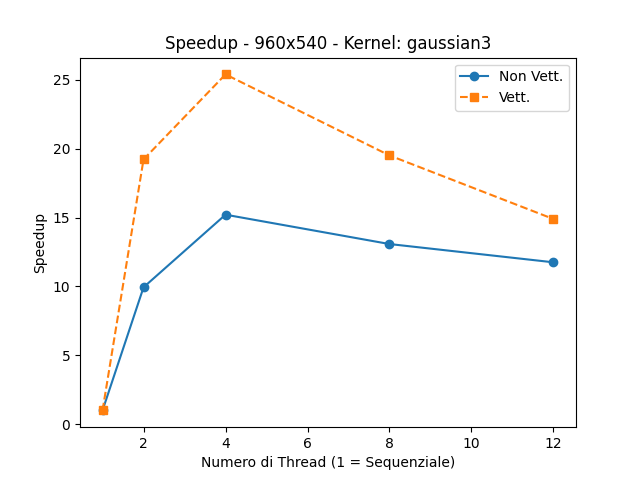 Speedup - 960x540 - Kernel: gaussian3
Non Vett.
Vett.
Speedup
25
20
15
10
5
0
2 4 6 8 10 12
Numero di Thread (1 = Sequenziale)